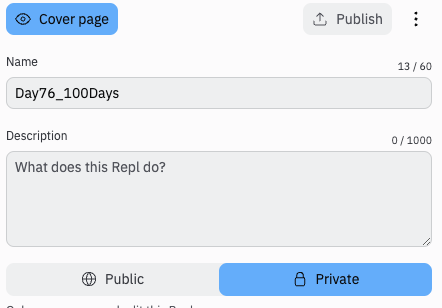 Cover page
Publish
Name
13 / 60
Day76_100Days
Description
0 / 1000
What does this Repl do?
Public
Private